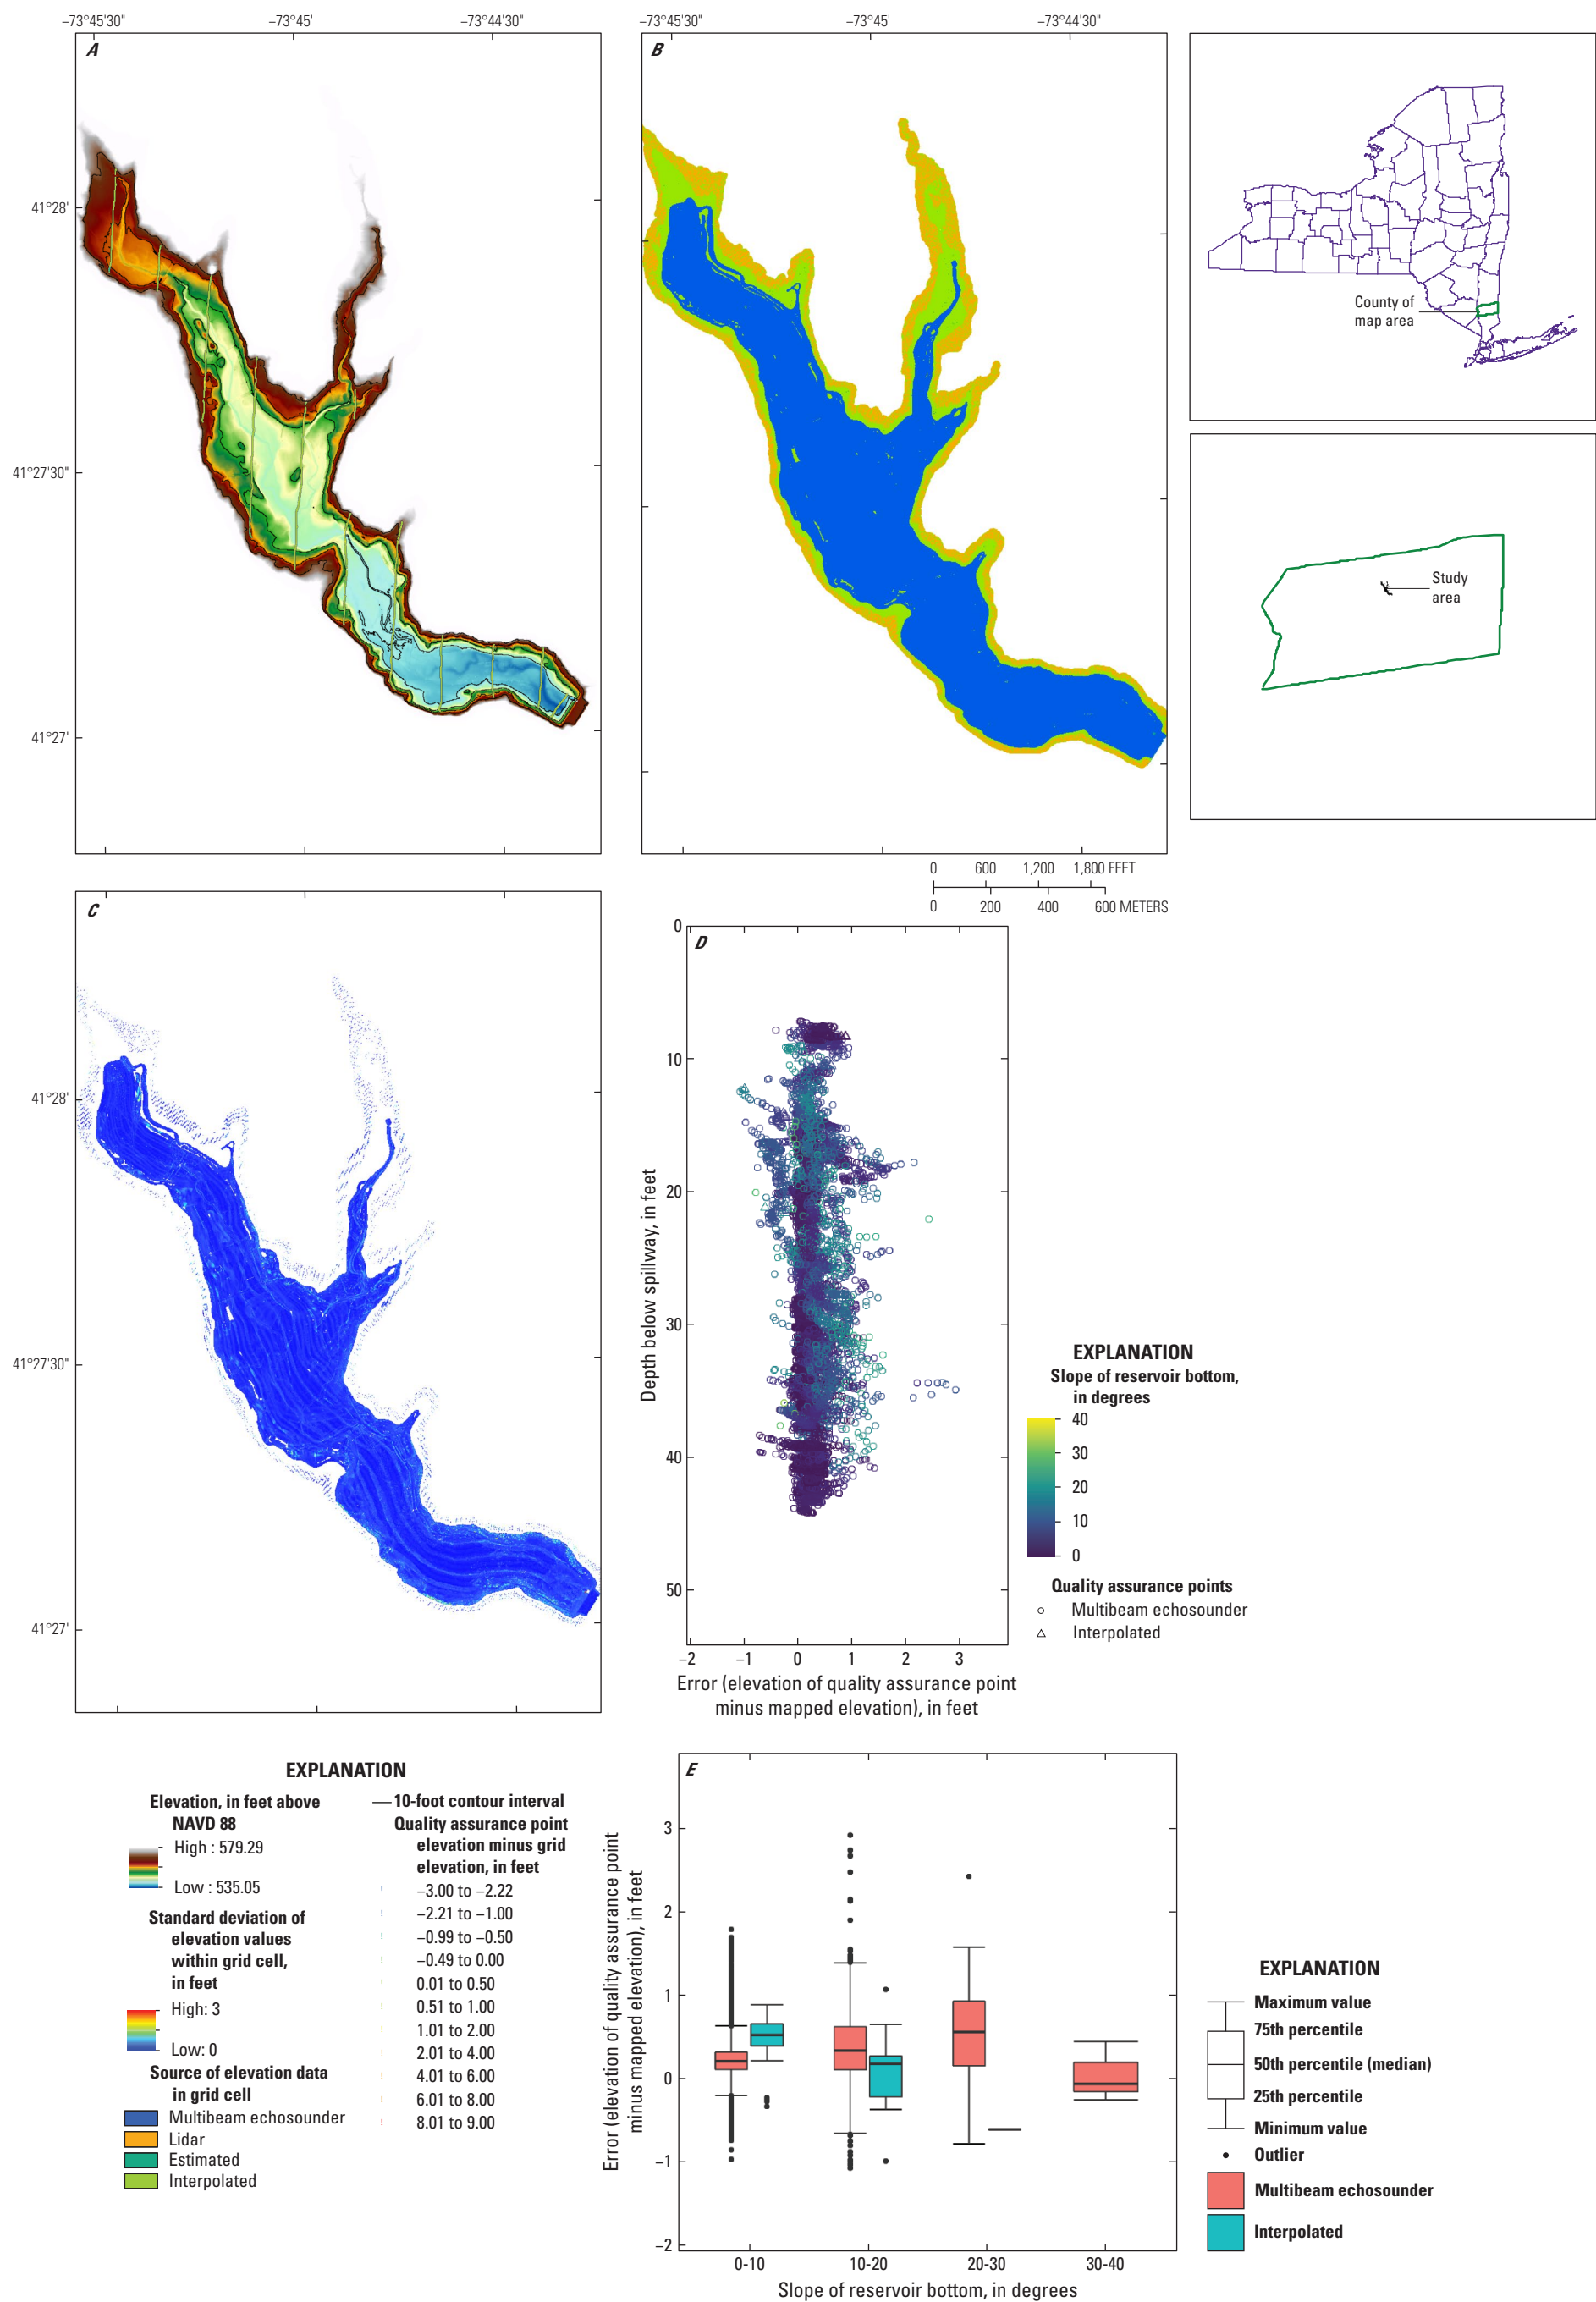 −73°45'30" −73°45' −73°44'30"
−73°45'30" −73°45' −73°44'30"
A
B
41°28'
41°27'30"
41°27'
County of
map area
Study
area
0 600 1,200 1,800 FEET
0 200 400 600 METERS
C
41°28'
41°27'30"
41°27'
D
0
10
20
30
40
50
Depth below spillway, in feet
−2 −1 0 1 2 3
Error (elevation of quality assurance point
minus mapped elevation), in feet
EXPLANATION
Slope of reservoir bottom,
in degrees
40
30
20
10
0
Quality assurance points
Multibeam echosounder
Interpolated
EXPLANATION
Elevation, in feet above
NAVD 88
High : 579.29
Low : 535.05
Standard deviation of
elevation values
within grid cell,
in feet
High: 3
Low: 0
Source of elevation data
in grid cell
Multibeam echosounder
Lidar
Estimated
Interpolated
10-foot contour interval
Quality assurance point
elevation minus grid
elevation, in feet
−3.00 to −2.22
−2.21 to −1.00
−0.99 to −0.50
−0.49 to 0.00
0.01 to 0.50
0.51 to 1.00
1.01 to 2.00
2.01 to 4.00
4.01 to 6.00
6.01 to 8.00
8.01 to 9.00
E
Error (elevation of quality assurance point
minus mapped elevation), in feet
3
2
1
0
−1
−2
0-10 10-20 20-30 30-40
Slope of reservoir bottom, in degrees
EXPLANATION
Maximum value
75th percentile
50th percentile (median)
25th percentile
Minimum value
Outlier
Multibeam echosounder
Interpolated